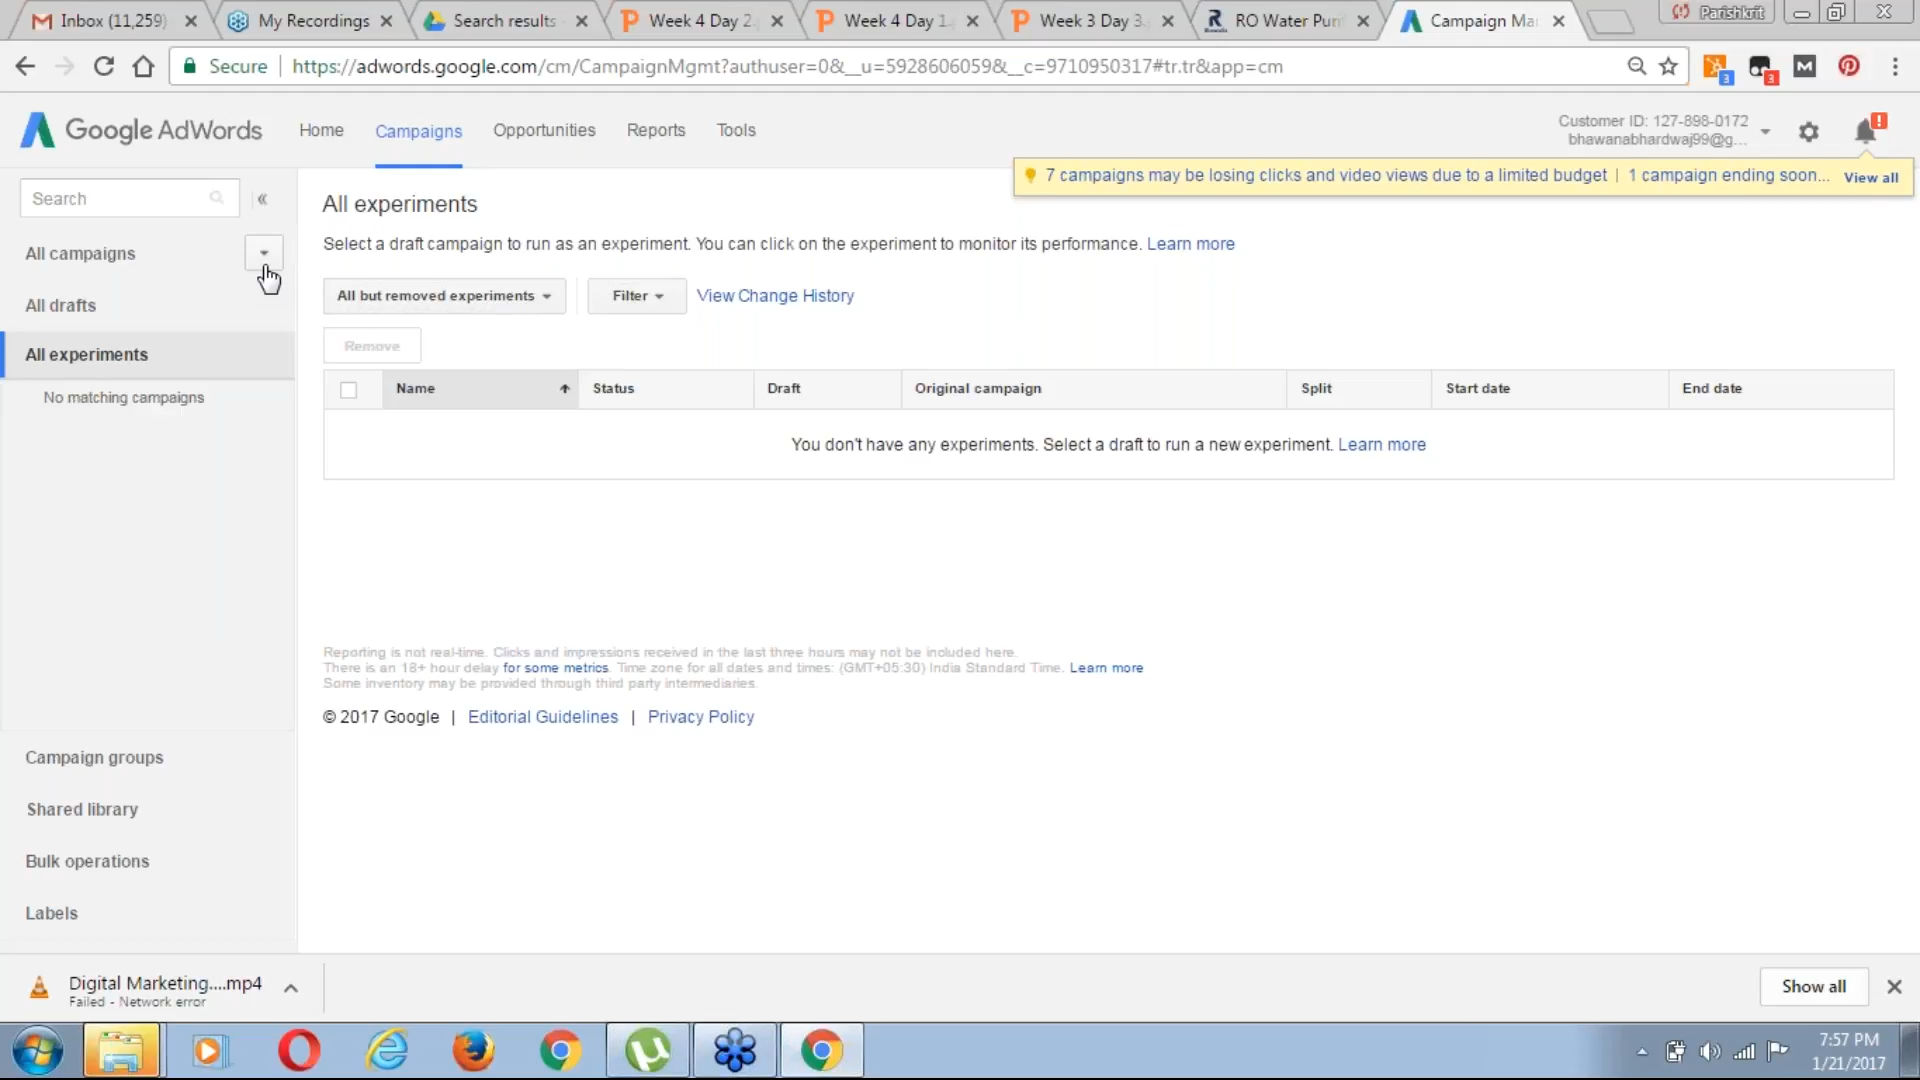 Inbox (11,259)
My Recordings
Search results
Week 4 Day 2
Week 4 Day 1
Week 3 Day 3
RO Water Puri
Campaign Ma
Parishkrit
Secure | https://adwords.google.com/cm/CampaignMgmt?authuser=0&__u=5928606059&__c=9710950317#tr.tr&app=cm
3
3
Google AdWords
Home
Campaigns
Opportunities
Reports
Tools
Customer ID: 127-898-0172
bhawanabhardwaj99@g...
7 campaigns may be losing clicks and video views due to a limited budget | 1 campaign ending soon... View all
Search
«
All campaigns
All drafts
All experiments
No matching campaigns
Campaign groups
Shared library
Bulk operations
Labels
All experiments
Select a draft campaign to run as an experiment. You can click on the experiment to monitor its performance. Learn more
All but removed experiments
Filter
View Change History
Remove
Name
Status
Draft
Original campaign
Split
Start date
End date
You don't have any experiments. Select a draft to run a new experiment. Learn more
Reporting is not real-time. Clicks and impressions received in the last three hours may not be included here.
There is an 18+ hour delay for some metrics. Time zone for all dates and times: (GMT+05:30) India Standard Time. Learn more
Some inventory may be provided through third party intermediaries.
© 2017 Google | Editorial Guidelines | Privacy Policy
Digital Marketing....mp4
Failed - Network error
Show all
7:57 PM
1/21/2017